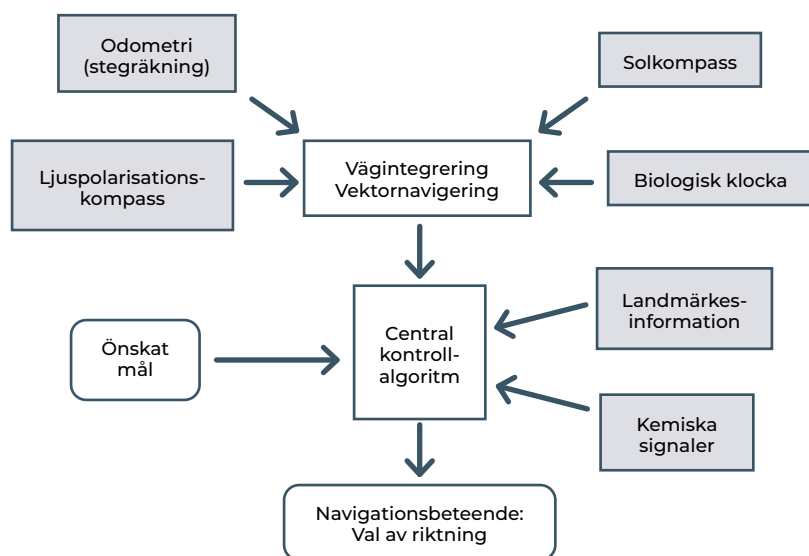 Odometri
(stegräkning)
Solkompass
Ljuspolarisations-
kompass
Vägintegrering
Vektornavigering
Biologisk klocka
Landmärkes-
information
Central
kontroll-
algoritm
Önskat
mål
Kemiska
signaler
Navigationsbeteende:
Val av riktning